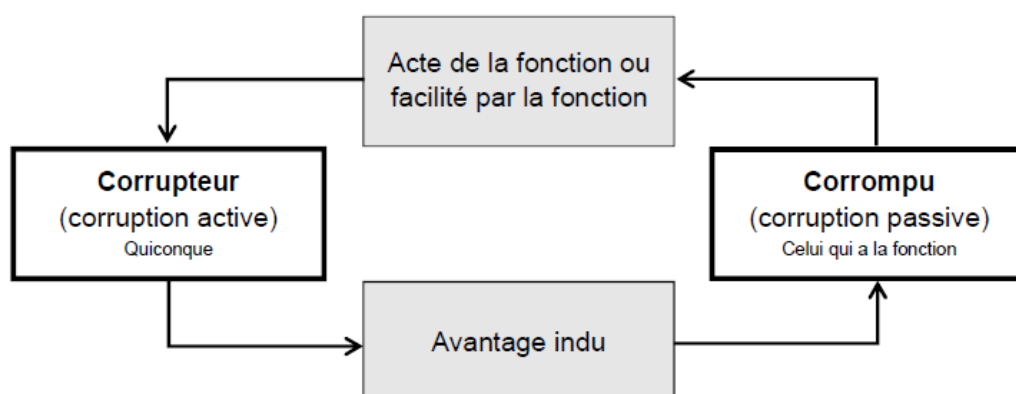 Acte de la fonction ou
facilité par la fonction
Corrupteur
(corruption active)
Quiconque
Corrompu
(corruption passive)
Celui qui a la fonction
Avantage indu